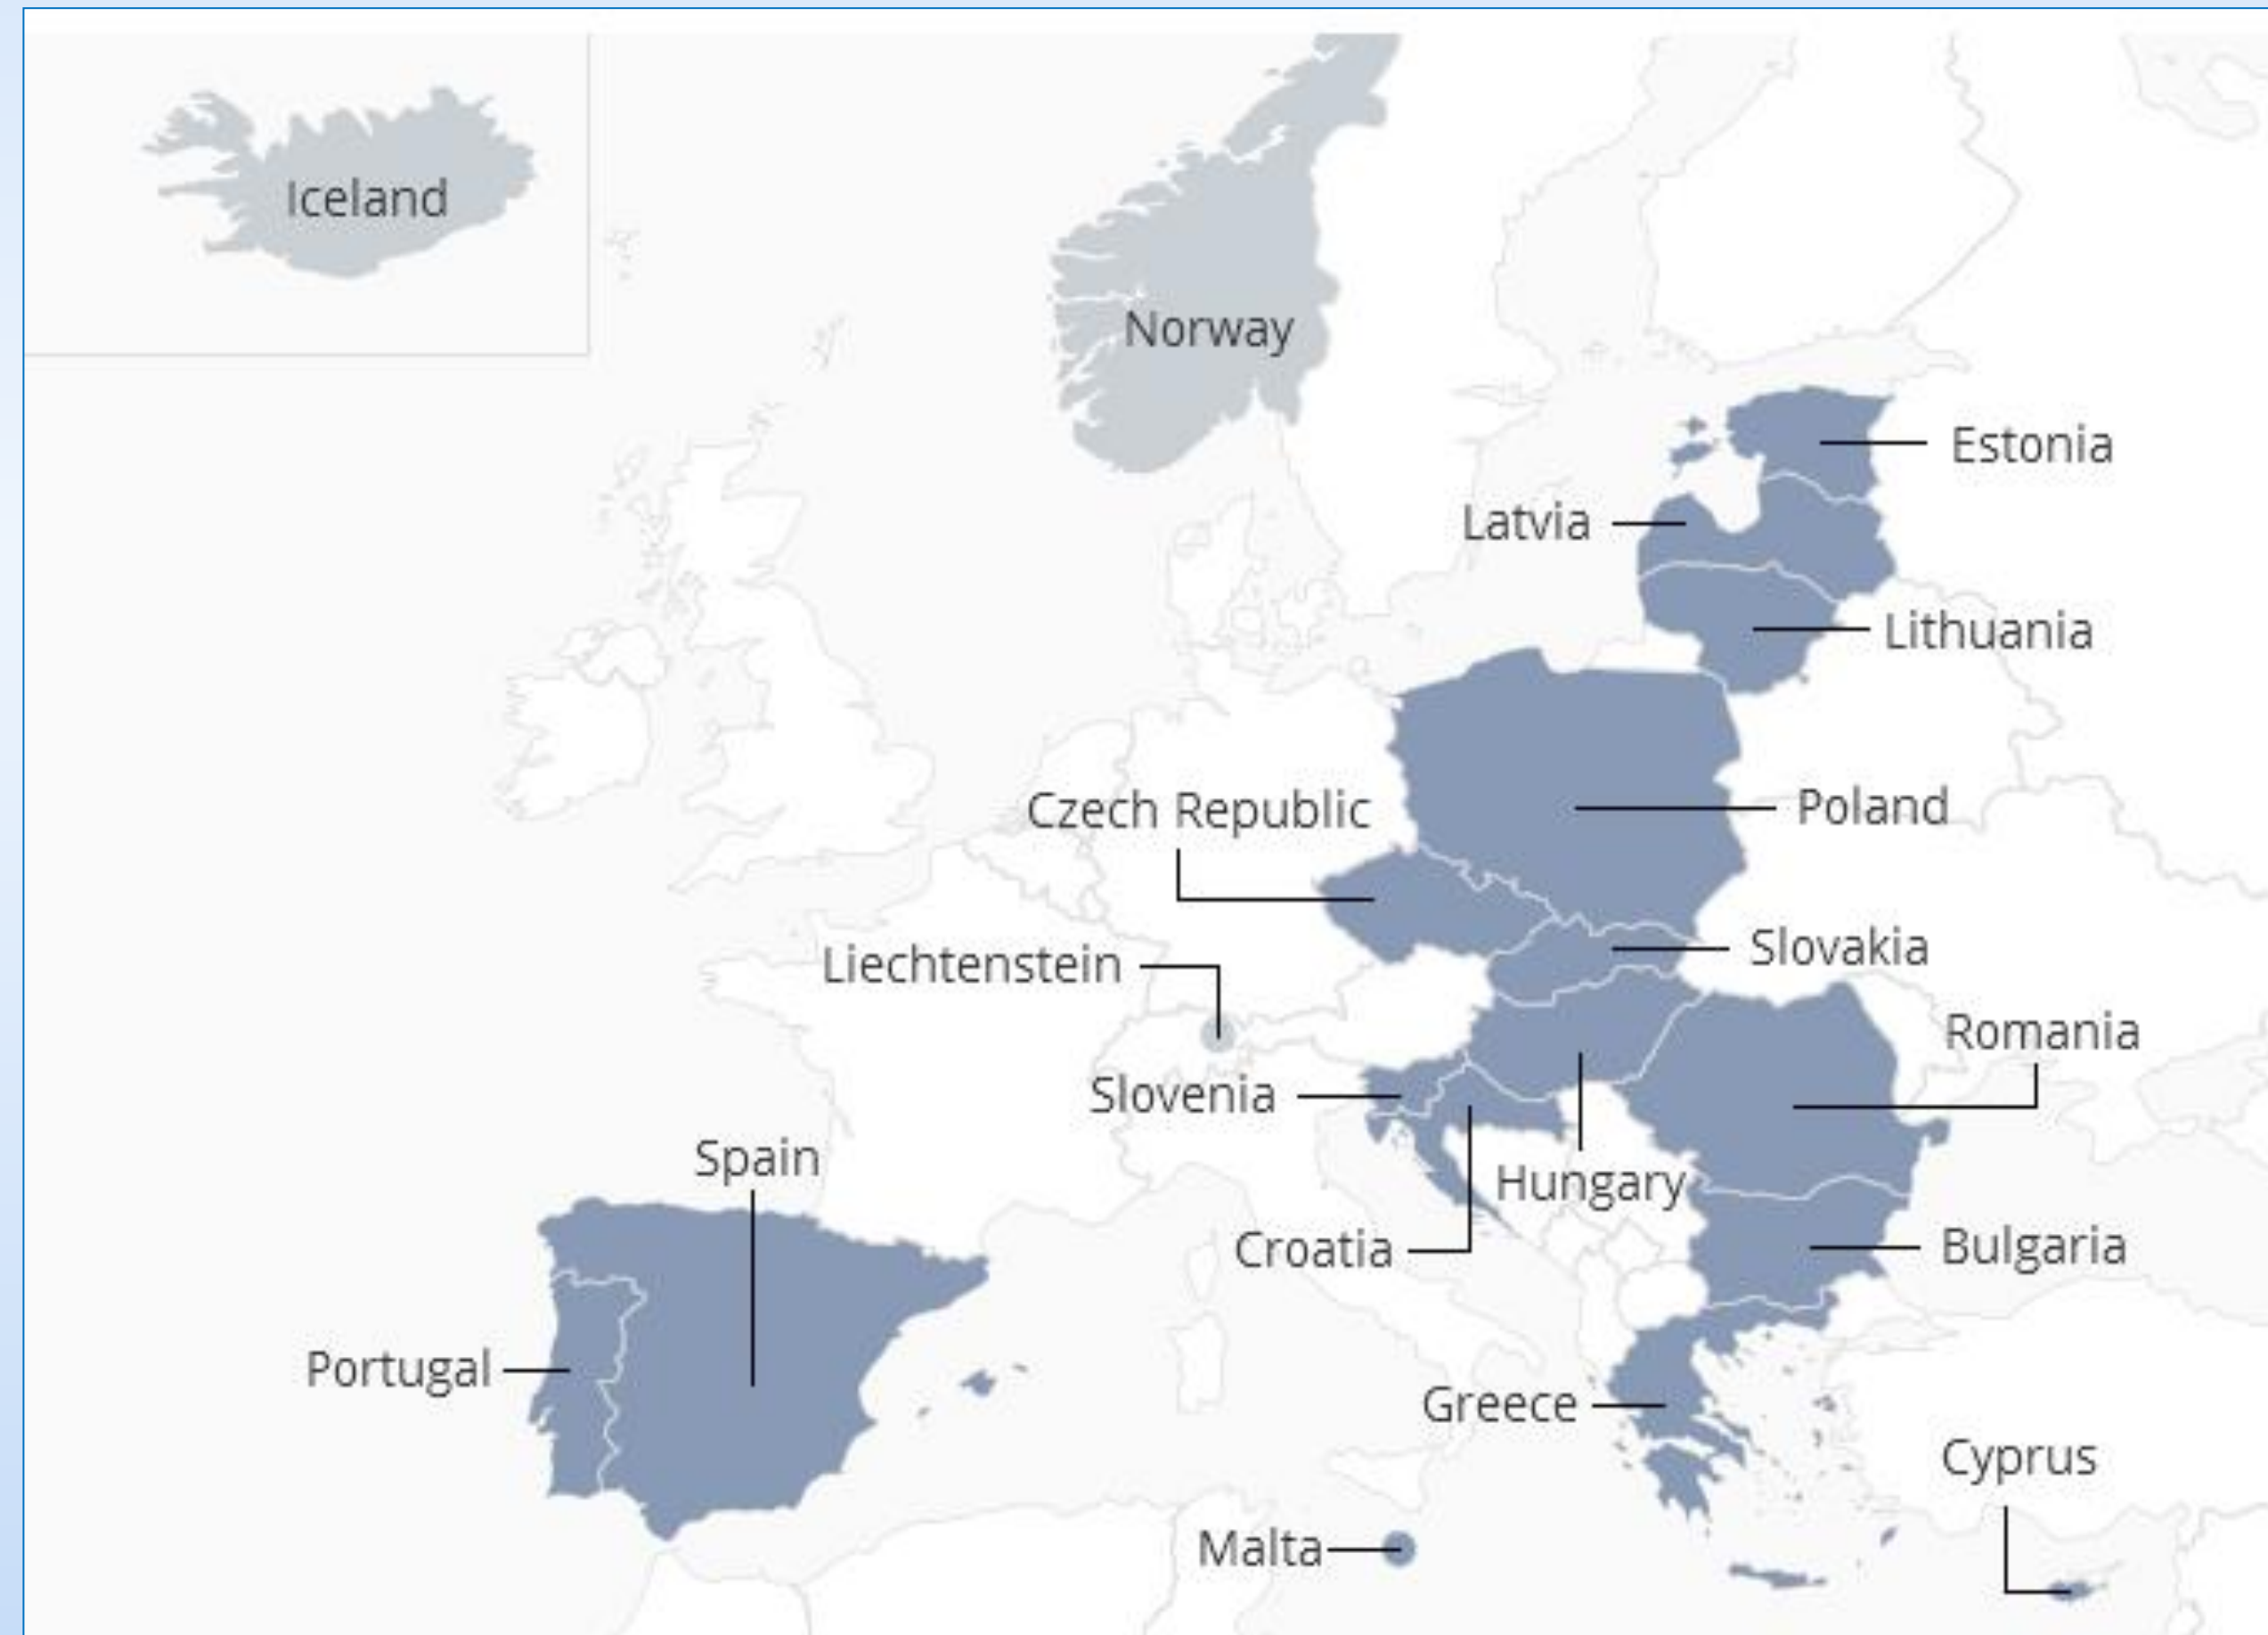 Iceland
Norway
Estonia
Latvia
Lithuania
Czech Republic
Poland
Slovakia
Liechtenstein
Romania
Slovenia
Spain
Hungary
Croatia
Bulgaria
Portugal
Greece
Cyprus
Malta